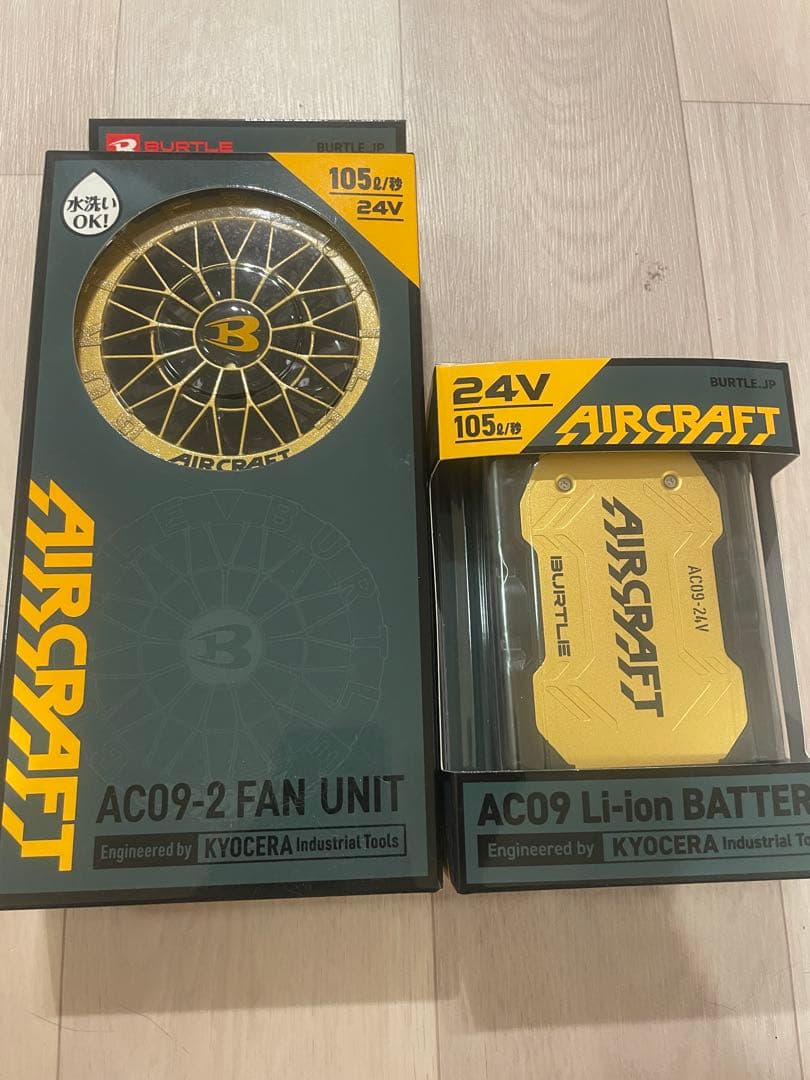 BURTLE
BURTLE.JP
水洗い
OK!
105ℓ/秒
24V
B
AIRCRAFT
AIRCRAFT
B
AC09-2 FAN UNIT
Engineered by KYOCERA Industrial Tools
24V
105ℓ/秒
BURTLE.JP
AIRCRAFT
AIRCRAFT
BURTLE
AC09-24V
AC09 Li-ion BATTER
Engineered by KYOCERA Industrial To